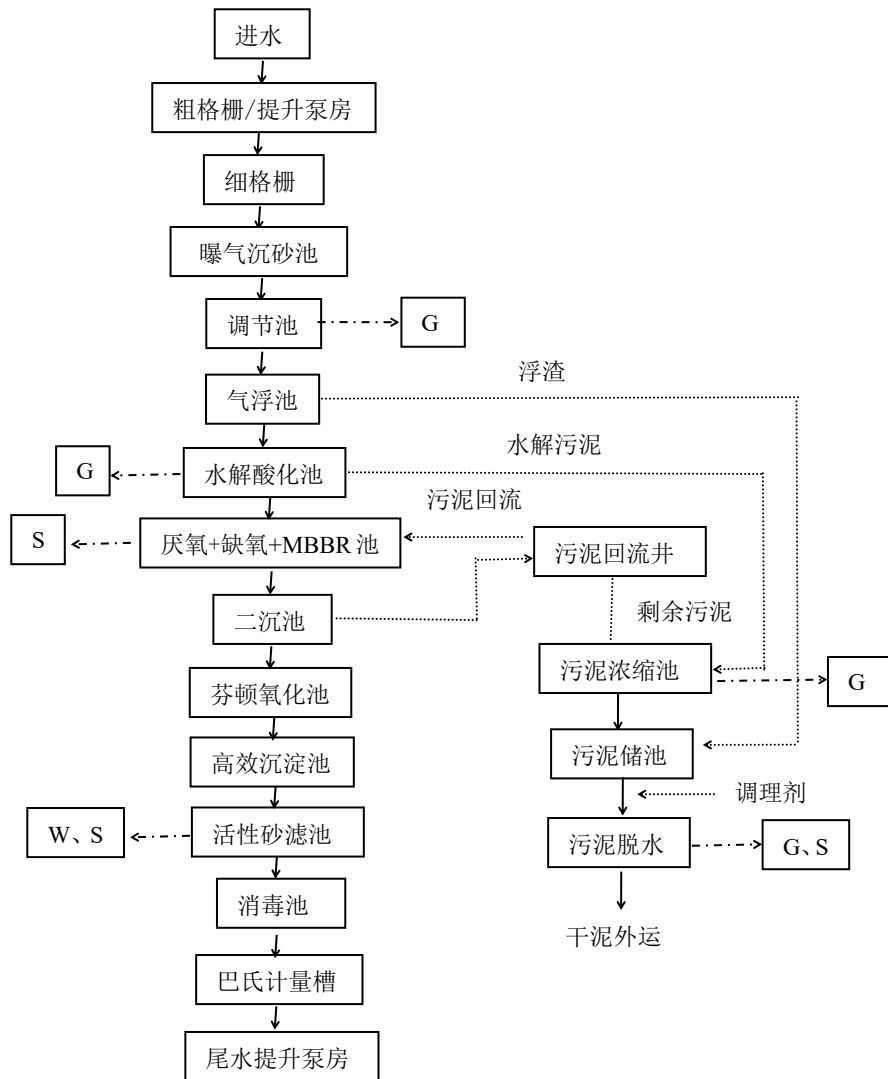 进水
粗格栅/提升泵房
细格栅
曝气沉砂池
调节池
G
浮渣
气浮池
水解污泥
G
水解酸化池
污泥回流
S
厌氧+缺氧+MBBR 池
污泥回流井
二沉池
剩余污泥
污泥浓缩池
G
芬顿氧化池
污泥储池
高效沉淀池
调理剂
W、S
活性砂滤池
污泥脱水
G、S
消毒池
干泥外运
巴氏计量槽
尾水提升泵房